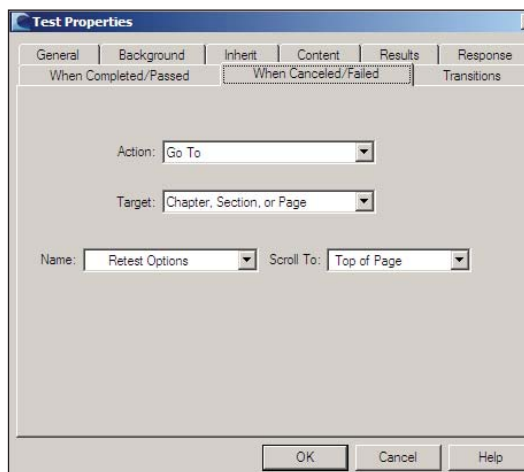 Test Properties
General Background Inherit Content Results Response
When Completed/Passed When Canceled/Failed Transitions
Action: Go To
Target: Chapter, Section, or Page
Name: Retest Options Scroll To: Top of Page
OK Cancel Help